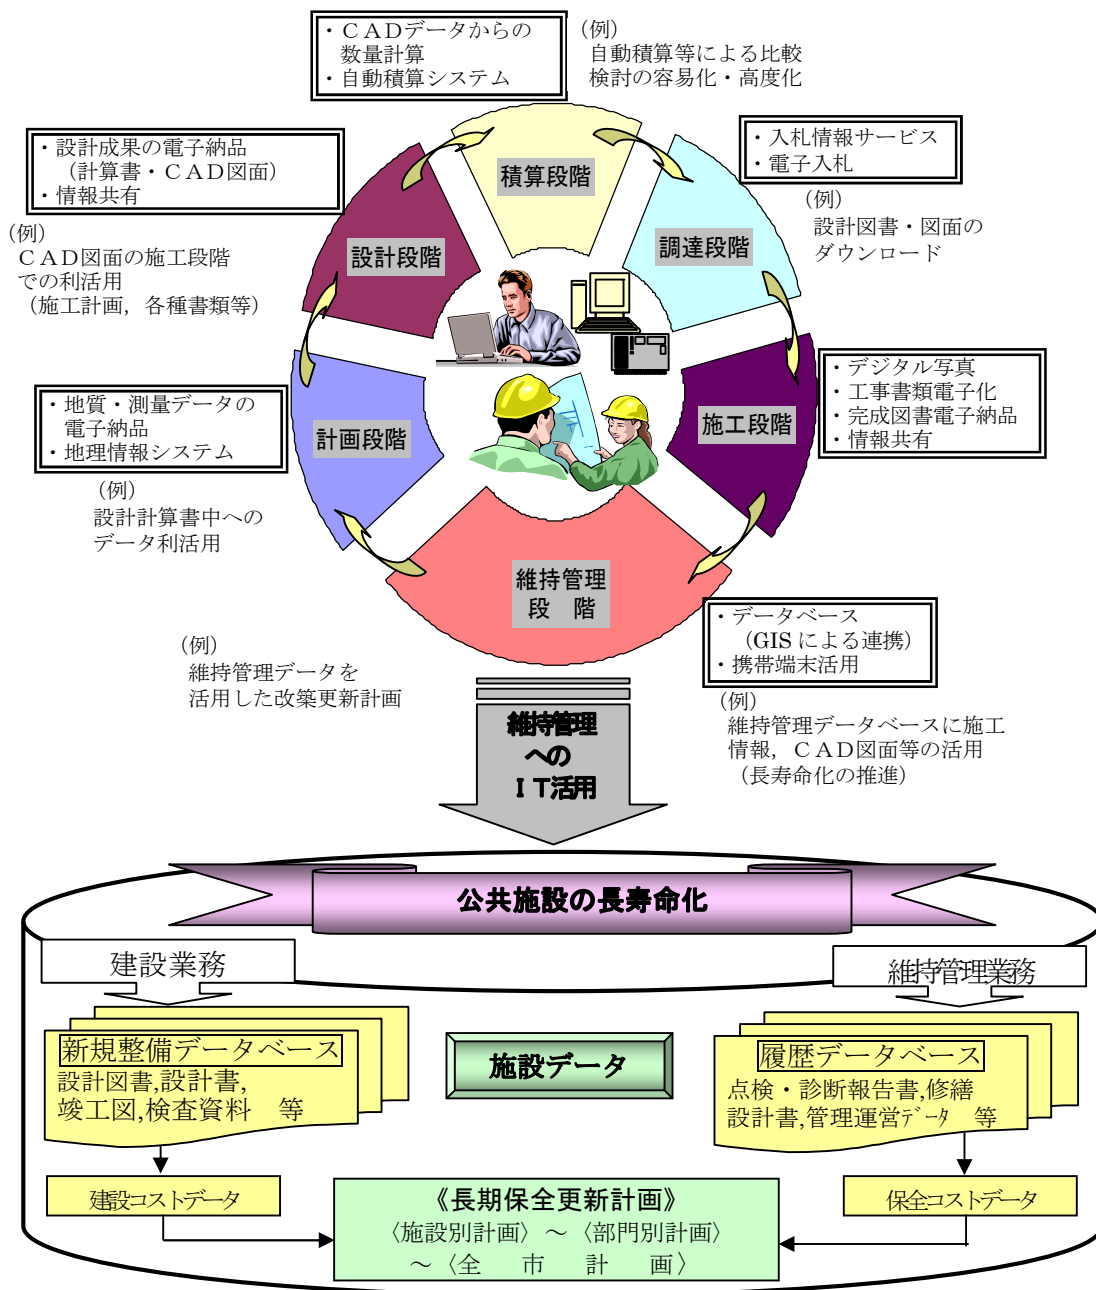 ・ＣＡＤデータからの
数量計算
・自動積算システム
（例）
自動積算等による比較
検討の容易化・高度化
・設計成果の電子納品
（計算書・ＣＡＤ図面）
・情報共有
（例）
ＣＡＤ図面の施工段階
での利活用
（施工計画，各種書類等）
・入札情報サービス
・電子入札
（例）
設計図書・図面の
ダウンロード
積算段階
設計段階
調達段階
・地質・測量データの
電子納品
・地理情報システム
（例）
設計計算書中への
データ利活用
計画段階
施工段階
・デジタル写真
・工事書類電子化
・完成図書電子納品
・情報共有
維持管理
段　階
・データベース
（GIS による連携）
・携帯端末活用
（例）
維持管理データベースに施工
情報，ＣＡＤ図面等の活用
（長寿命化の推進）
（例）
維持管理データを
活用した改築更新計画
維持管理
への
ＩＴ活用
公共施設の長寿命化
建設業務
維持管理業務
新規整備データベース
設計図書,設計書,
竣工図,検査資料　等
施設データ
履歴データベース
点検・診断報告書,修繕
設計書,管理運営ﾃﾞｰﾀ　等
建設コストデータ
保全コストデータ
《長期保全更新計画》
〈施設別計画〉～〈部門別計画〉
～〈全　市　計　画〉